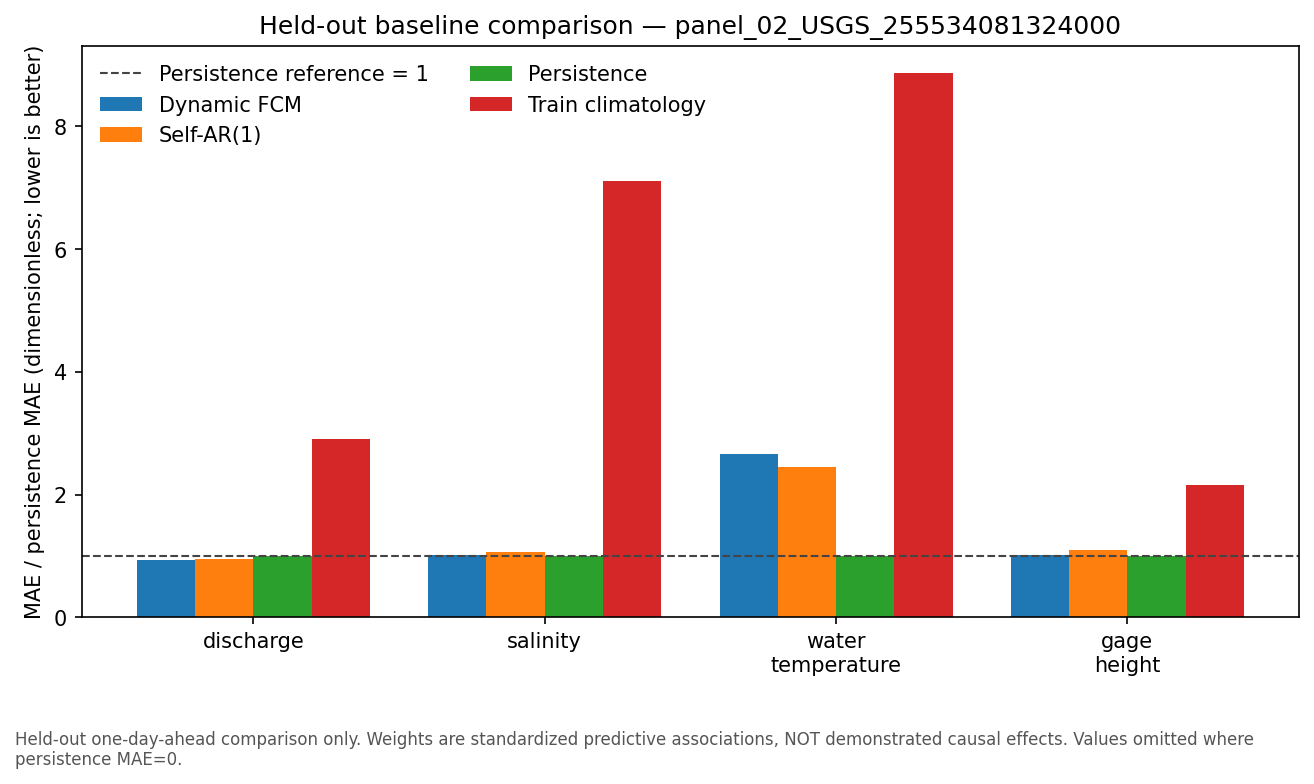 Held-out baseline comparison — panel_02_USGS_255534081324000
MAE / persistence MAE (dimensionless; lower is better)
Persistence reference = 1
Dynamic FCM
Self-AR(1)
Persistence
Train climatology
8
6
4
2
0
discharge
salinity
water
temperature
gage
height
Held-out one-day-ahead comparison only. Weights are standardized predictive associations, NOT demonstrated causal effects. Values omitted where
persistence MAE=0.